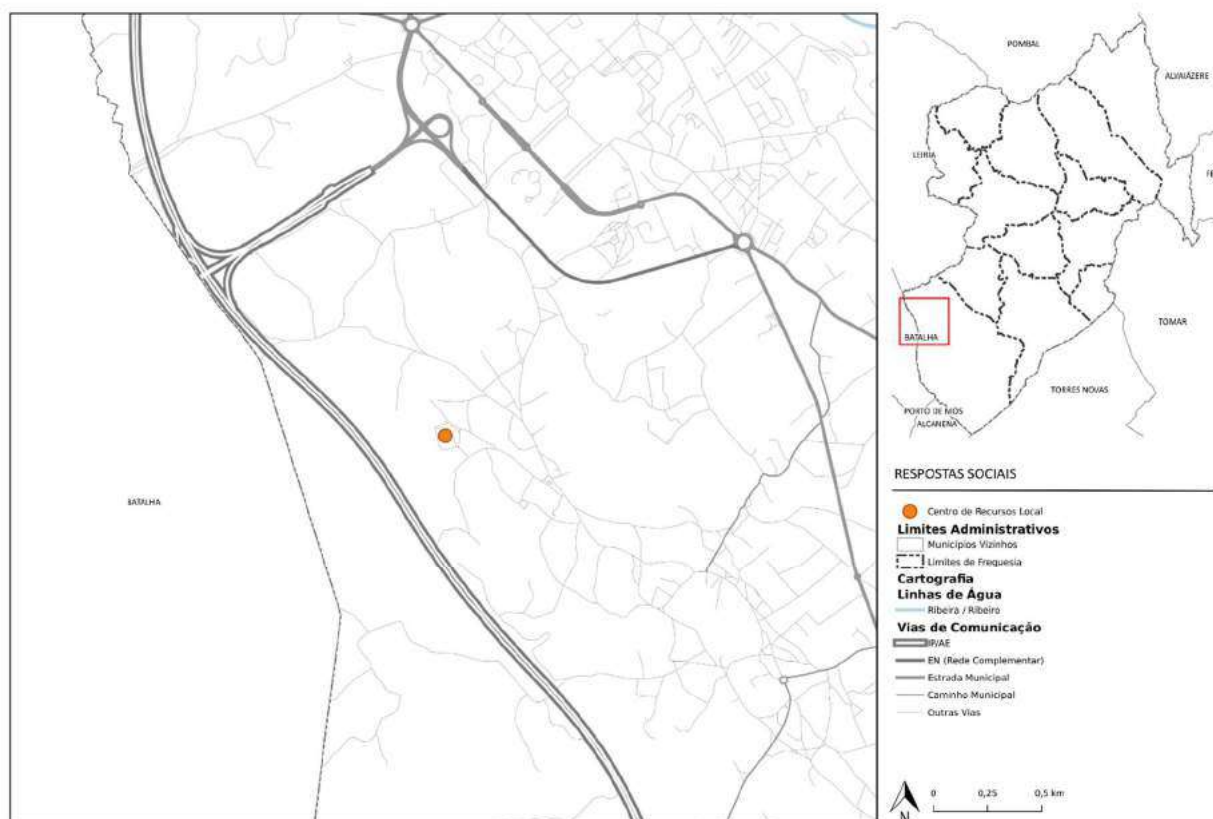 BATALHA
POMBAL
ALVAIÁZERE
LEIRIA
FE
BATALHA
TOMAR
TORRES NOVAS
PORTO DE MÓS
ALCANENA
RESPOSTAS SOCIAIS
Centro de Recursos Local
Limites Administrativos
Municípios Vizinhos
Limites de Freguesia
Cartografia
Linhas de Água
Ribeira / Ribeiro
Vias de Comunicação
IP/AE
EN (Rede Complementar)
Estrada Municipal
Caminho Municipal
Outras Vias
N
0 0,25 0,5 km